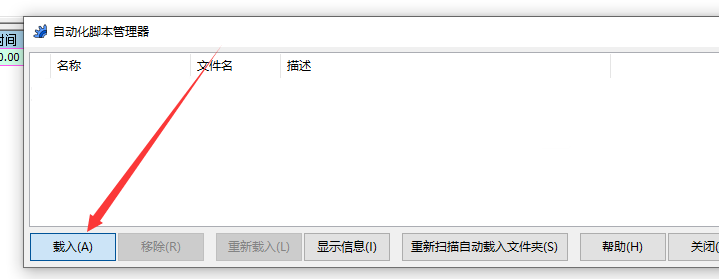 自动化脚本管理器
时间
0.00
名称 文件名 描述
载入(A) 移除(R) 重新载入(L) 显示信息(I) 重新扫描自动载入文件夹(S) 帮助(H) 关闭(